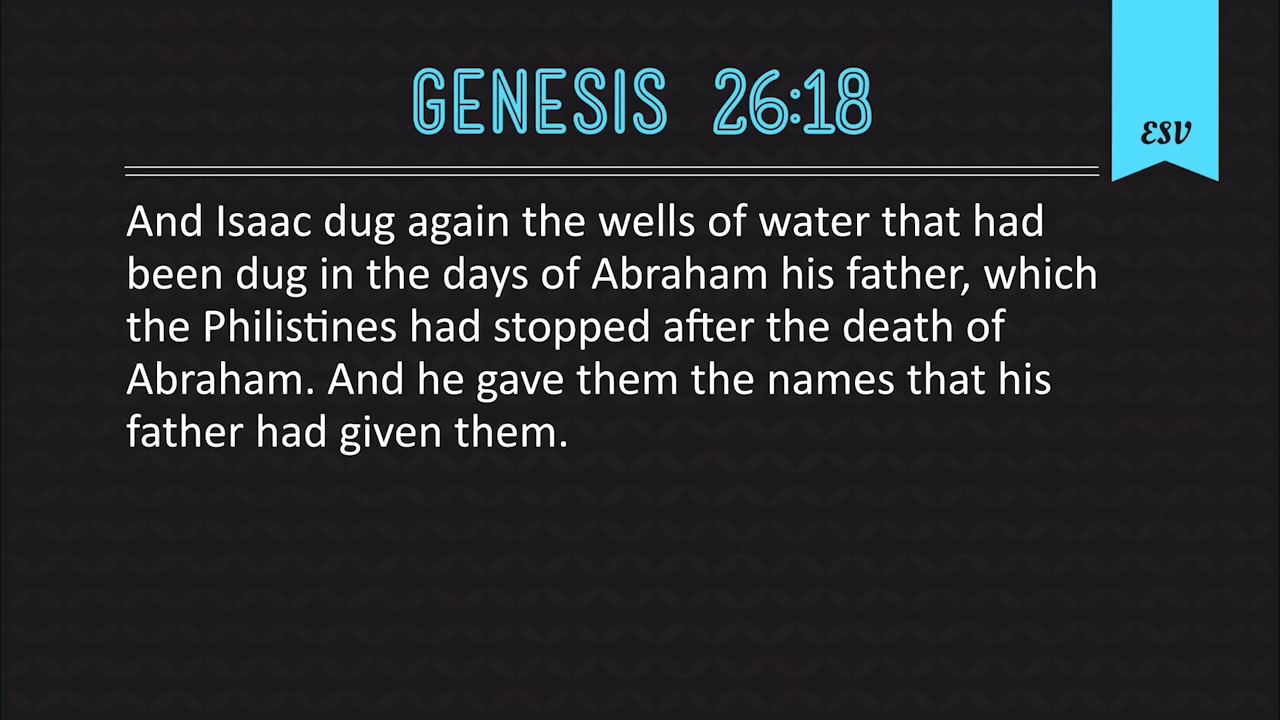 GENESIS 26:18
ESV
And Isaac dug again the wells of water that had
been dug in the days of Abraham his father, which
the Philistines had stopped after the death of
Abraham. And he gave them the names that his
father had given them.